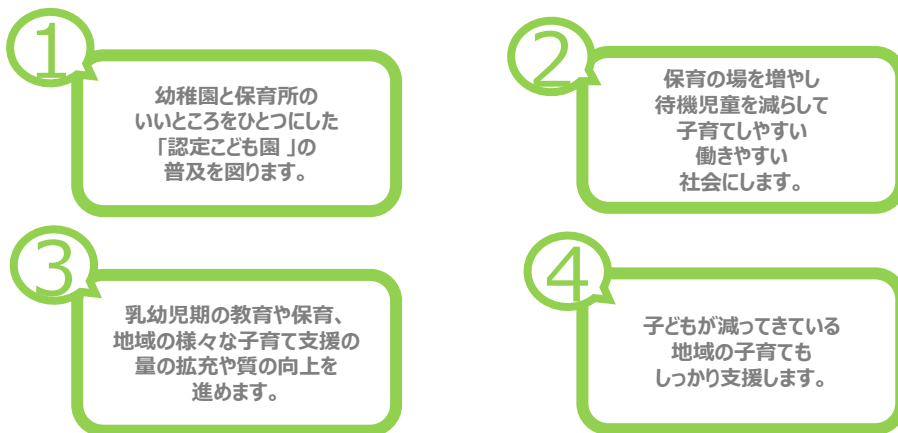 1
幼稚園と保育所の
いいところをひとつにした
「認定こども園 」の
普及を図ります。
2
保育の場を増やし
待機児童を減らして
子育てしやすい
働きやすい
社会にします。
3
乳幼児期の教育や保育、
地域の様々な子育て支援の
量の拡充や質の向上を
進めます。
4
子どもが減ってきている
地域の子育ても
しっかり支援します。